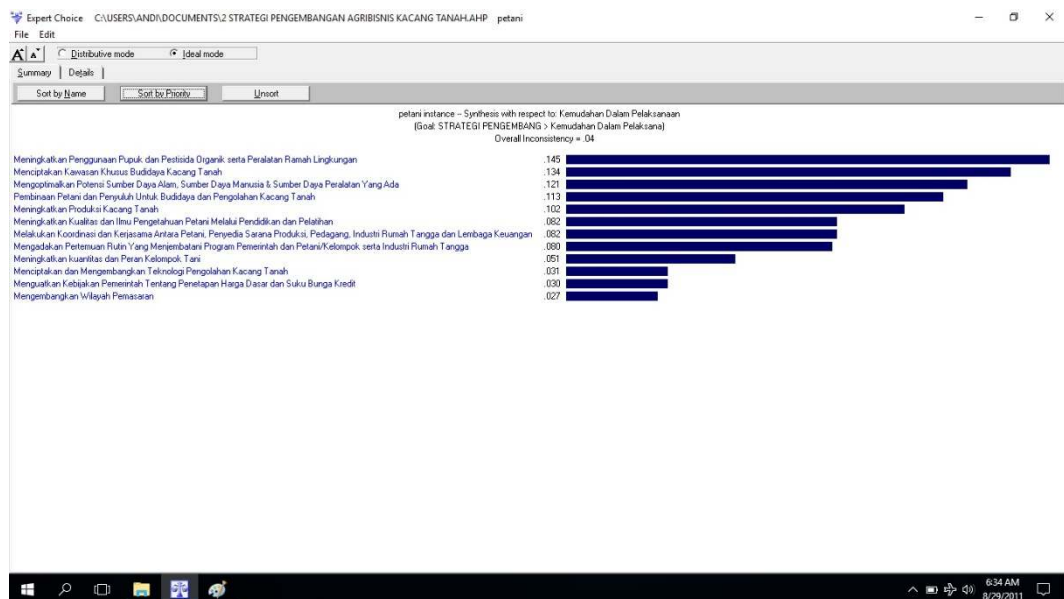 Expert Choice C:\USERS\ANDI\DOCUMENTS\2 STRATEGI PENGEMBANGAN AGRIBISNIS KACANG TANAH.AHP petani
File Edit
A A Distributive mode Ideal mode
Summary Details
Sort by Name Sort by Priority Unsort
petani instance -- Synthesis with respect to: Kemudahan Dalam Pelaksanaan
(Goal: STRATEGI PENGEMBANG > Kemudahan Dalam Pelaksana)
Overall Inconsistency = .04
Meningkatkan Penggunaan Pupuk dan Pestisida Organik serta Peralatan Ramah Lingkungan .145
Menciptakan Kawasan Khusus Budidaya Kacang Tanah .134
Mengoptimalkan Potensi Sumber Daya Alam, Sumber Daya Manusia & Sumber Daya Peralatan Yang Ada .121
Pembinaan Petani dan Penyuluh Untuk Budidaya dan Pengolahan Kacang Tanah .113
Meningkatkan Produksi Kacang Tanah .102
Meningkatkan Kualitas dan Ilmu Pengetahuan Petani Melalui Pendidikan dan Pelatihan .082
Melakukan Koordinasi dan Kerjasama Antara Petani, Penyedia Sarana Produksi, Pedagang, Industri Rumah Tangga dan Lembaga Keuangan .082
Mengadakan Pertemuan Rutin Yang Menjembatani Program Pemerintah dan Petani/Kelompok serta Industri Rumah Tangga .080
Meningkatkan kuantitas dan Peran Kelompok Tani .051
Menciptakan dan Mengembangkan Teknologi Pengolahan Kacang Tanah .031
Menguatkan Kebijakan Pemerintah Tentang Penetapan Harga Dasar dan Suku Bunga Kredit .030
Mengembangkan Wilayah Pemasaran .027
6:34 AM
8/29/2011